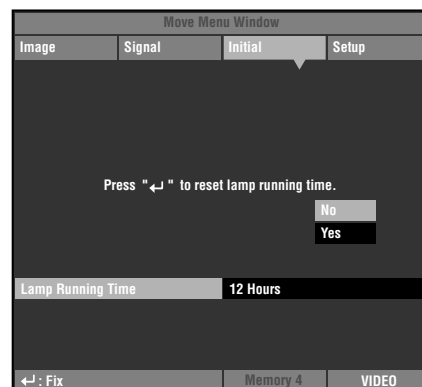 Move Menu Window
Image Signal Initial Setup
Press "↵" to reset lamp running time.
No
Yes
Lamp Running Time 12 Hours
↵: Fix Memory 4 VIDEO